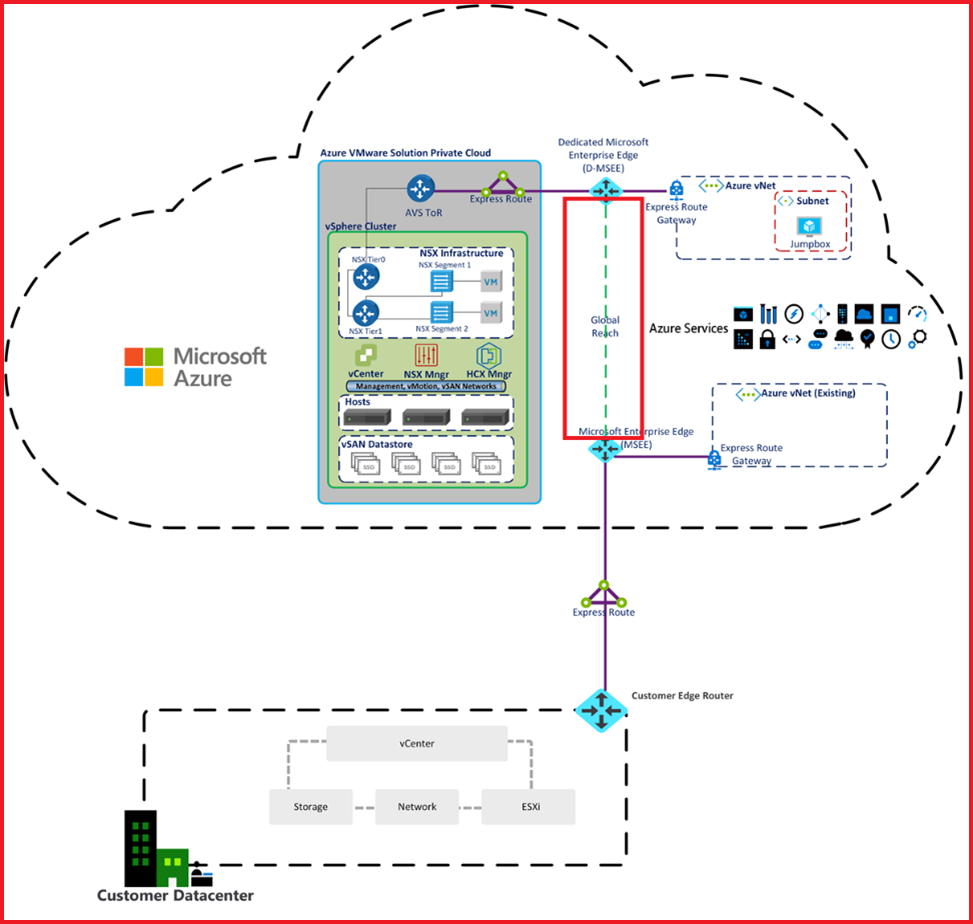 Azure VMware Solution Private Cloud
Dedicated Microsoft
Enterprise Edge
(D-MSEE)
AVS ToR
Express Route
Express Route
Gateway
Azure vNet
Subnet
Jumpbox
vSphere Cluster
NSX Infrastructure
NSX Tier0
NSX Segment 1
VM
NSX Tier1
NSX Segment 2
VM
Global
Reach
Azure Services
Microsoft
Azure
vCenter
NSX Mngr
HCX Mngr
Management, vMotion, vSAN Networks
Hosts
vSAN Datastore
SSD
SSD
SSD
SSD
Azure vNet (Existing)
Microsoft Enterprise Edge
(MSEE)
Express Route
Gateway
Express Route
Customer Edge Router
vCenter
Storage
Network
ESXi
Customer Datacenter